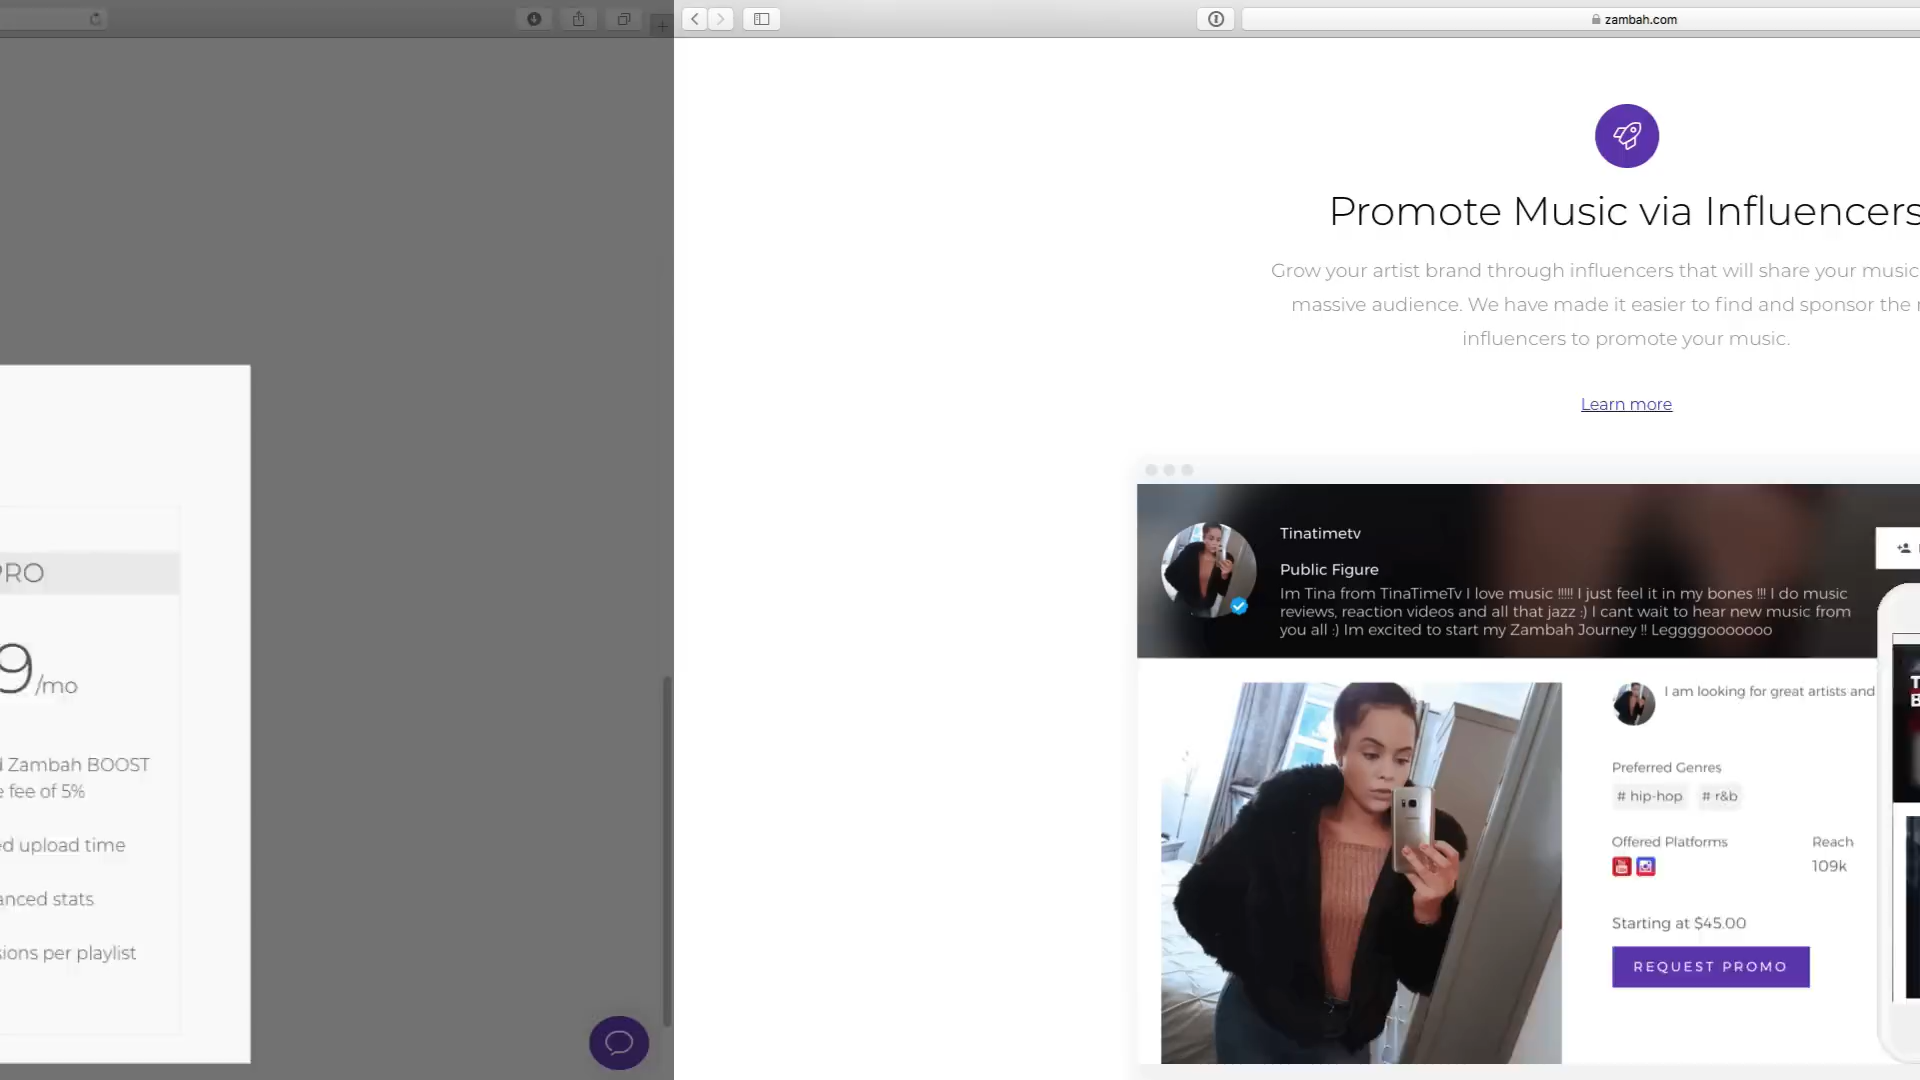 zambah.com
PRO
9/mo
Zambah BOOST
fee of 5%
upload time
stats
per playlist
Promote Music via Influencers
Grow your artist brand through influencers that will share your music
massive audience. We have made it easier to find and sponsor the
influencers to promote your music.
Learn more
Tinatimetv
Public Figure
Im Tina from TinaTimeTv I love music !!!!! I just feel it in my bones !!! I do music
reviews, reaction videos and all that jazz :) I cant wait to hear new music from
you all :) Im excited to start my Zambah Journey !! Leggggooooooo
I am looking for great artists and
Preferred Genres
# hip-hop # r&b
Offered Platforms Reach
109k
Starting at $45.00
REQUEST PROMO